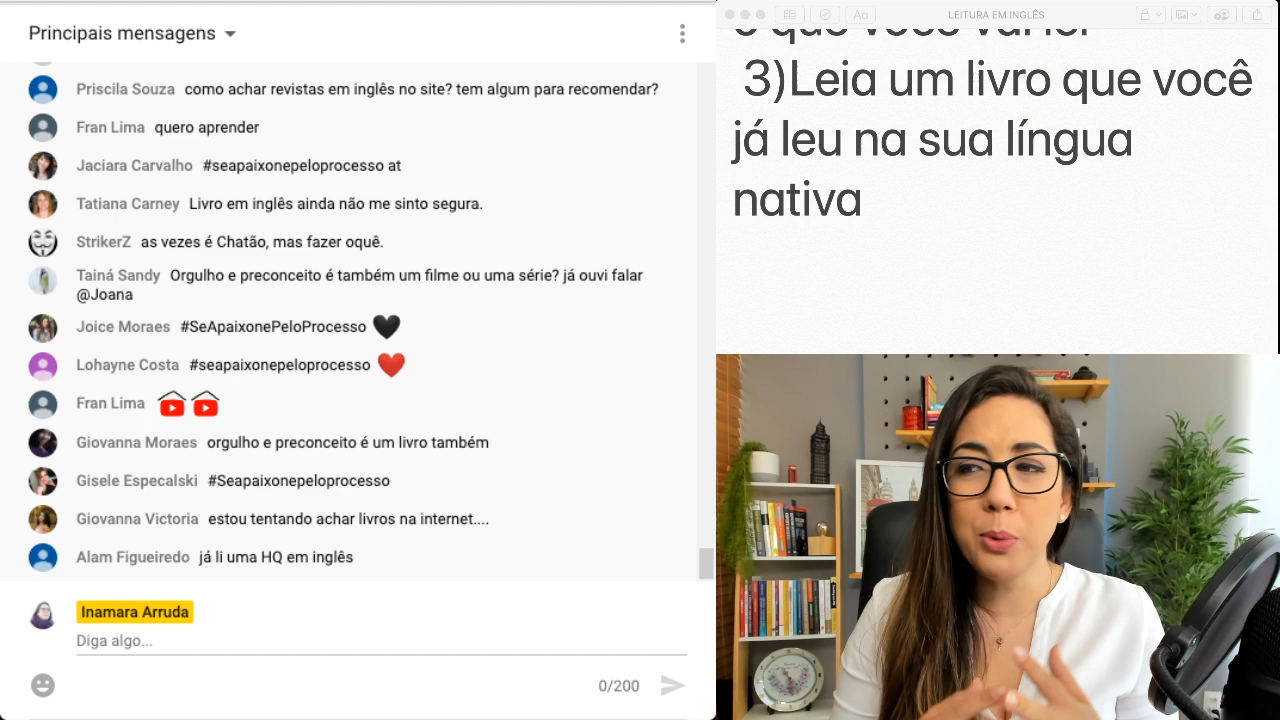 Principais mensagens
Priscila Souza como achar revistas em inglês no site? tem algum para recomendar?
Fran Lima quero aprender
Jaciara Carvalho #seapaixonepeloprocesso at
Tatiana Carney Livro em inglês ainda não me sinto segura.
StrikerZ as vezes é Chatão, mas fazer oquê.
Tainá Sandy Orgulho e preconceito é também um filme ou uma série? já ouvi falar
@Joana
Joice Moraes #SeApaixonePeloProcesso 🖤
Lohayne Costa #seapaixonepeloprocesso ❤️
Fran Lima
Giovanna Moraes orgulho e preconceito é um livro também
Gisele Especalski #Seapaixonepeloprocesso
Giovanna Victoria estou tentando achar livros na internet....
Alam Figueiredo já li uma HQ em inglês
Inamara Arruda
Diga algo...
0/200
Aa LEITURA EM INGLÊS
3)Leia um livro que você
já leu na sua língua
nativa